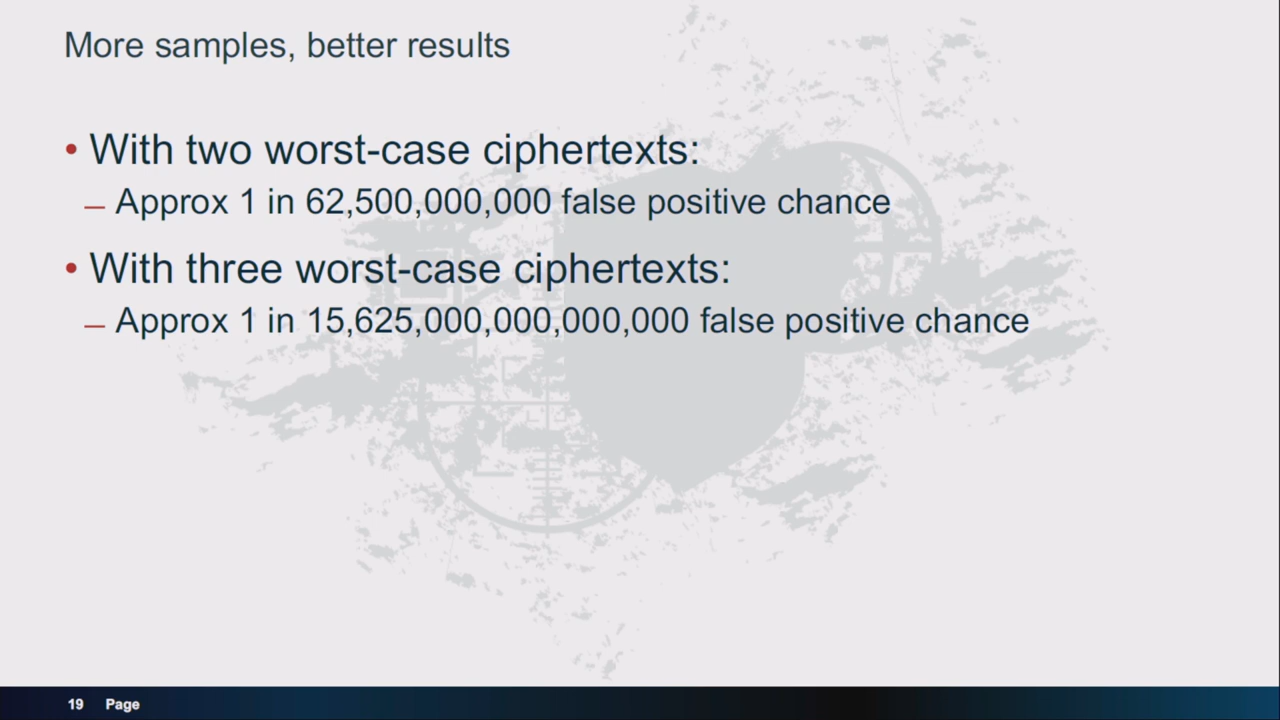 More samples, better results
• With two worst-case ciphertexts:
– Approx 1 in 62,500,000,000 false positive chance
• With three worst-case ciphertexts:
– Approx 1 in 15,625,000,000,000,000 false positive chance
19 Page